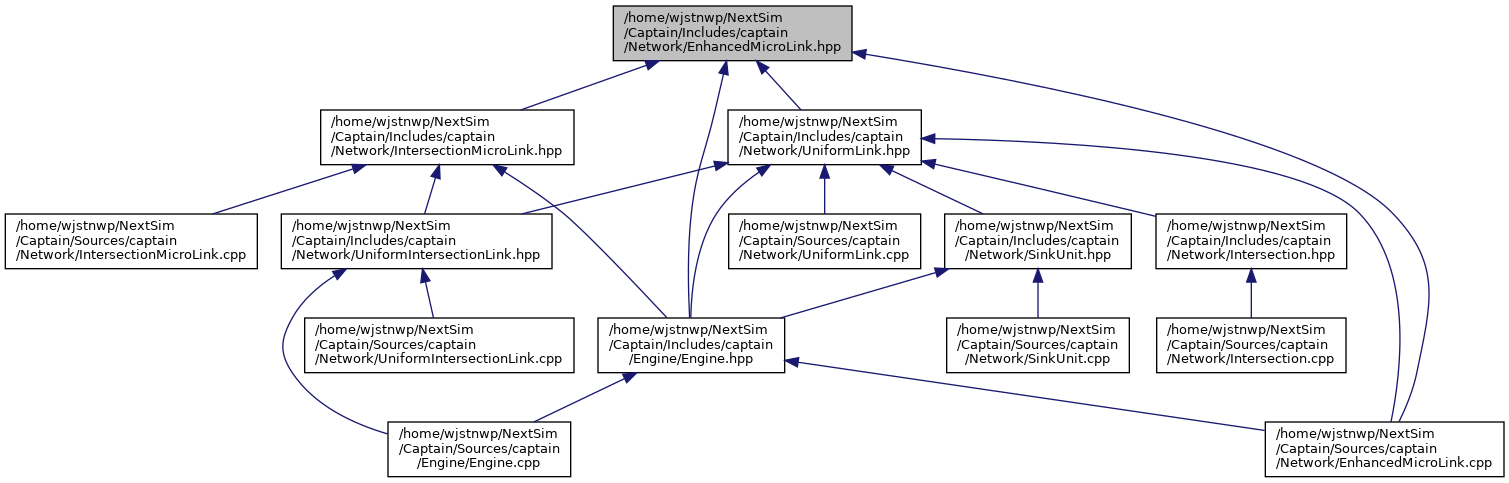 /home/wjstnwp/NextSim
/Captain/Includes/captain
/Network/EnhancedMicroLink.hpp
/home/wjstnwp/NextSim
/Captain/Includes/captain
/Network/IntersectionMicroLink.hpp
/home/wjstnwp/NextSim
/Captain/Includes/captain
/Network/UniformLink.hpp
/home/wjstnwp/NextSim
/Captain/Sources/captain
/Network/IntersectionMicroLink.cpp
/home/wjstnwp/NextSim
/Captain/Includes/captain
/Network/UniformIntersectionLink.hpp
/home/wjstnwp/NextSim
/Captain/Sources/captain
/Network/UniformLink.cpp
/home/wjstnwp/NextSim
/Captain/Includes/captain
/Network/SinkUnit.hpp
/home/wjstnwp/NextSim
/Captain/Includes/captain
/Network/Intersection.hpp
/home/wjstnwp/NextSim
/Captain/Sources/captain
/Network/UniformIntersectionLink.cpp
/home/wjstnwp/NextSim
/Captain/Includes/captain
/Engine/Engine.hpp
/home/wjstnwp/NextSim
/Captain/Sources/captain
/Network/SinkUnit.cpp
/home/wjstnwp/NextSim
/Captain/Sources/captain
/Network/Intersection.cpp
/home/wjstnwp/NextSim
/Captain/Sources/captain
/Engine/Engine.cpp
/home/wjstnwp/NextSim
/Captain/Sources/captain
/Network/EnhancedMicroLink.cpp